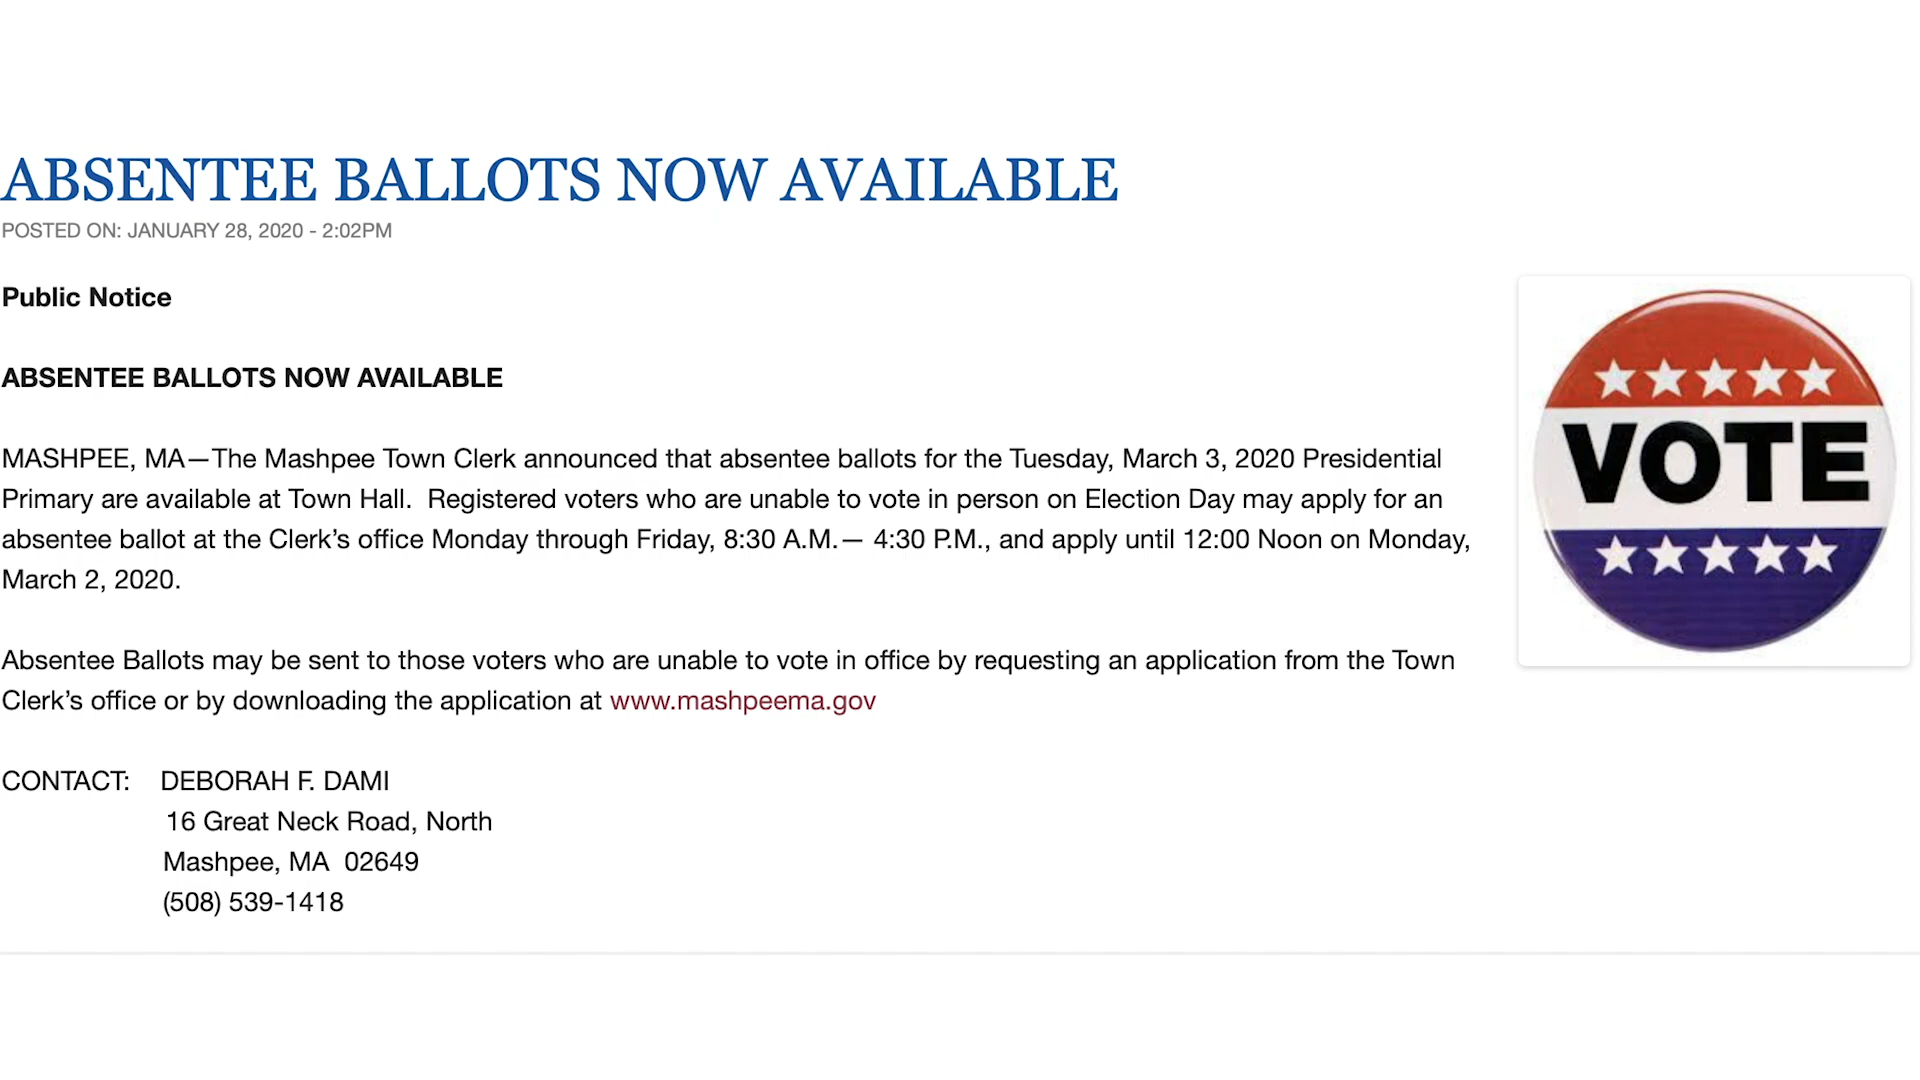 ABSENTEE BALLOTS NOW AVAILABLE
POSTED ON: JANUARY 28, 2020 - 2:02PM
Public Notice
ABSENTEE BALLOTS NOW AVAILABLE
MASHPEE, MA—The Mashpee Town Clerk announced that absentee ballots for the Tuesday, March 3, 2020 Presidential
Primary are available at Town Hall.  Registered voters who are unable to vote in person on Election Day may apply for an
absentee ballot at the Clerk’s office Monday through Friday, 8:30 A.M.— 4:30 P.M., and apply until 12:00 Noon on Monday,
March 2, 2020.
Absentee Ballots may be sent to those voters who are unable to vote in office by requesting an application from the Town
Clerk’s office or by downloading the application at www.mashpeema.gov
CONTACT: DEBORAH F. DAMI
16 Great Neck Road, North
Mashpee, MA  02649
(508) 539-1418
VOTE